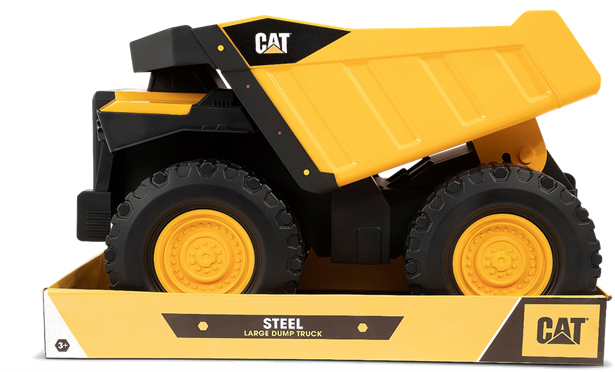 CAT
STEEL
LARGE DUMP TRUCK
3+
CAT